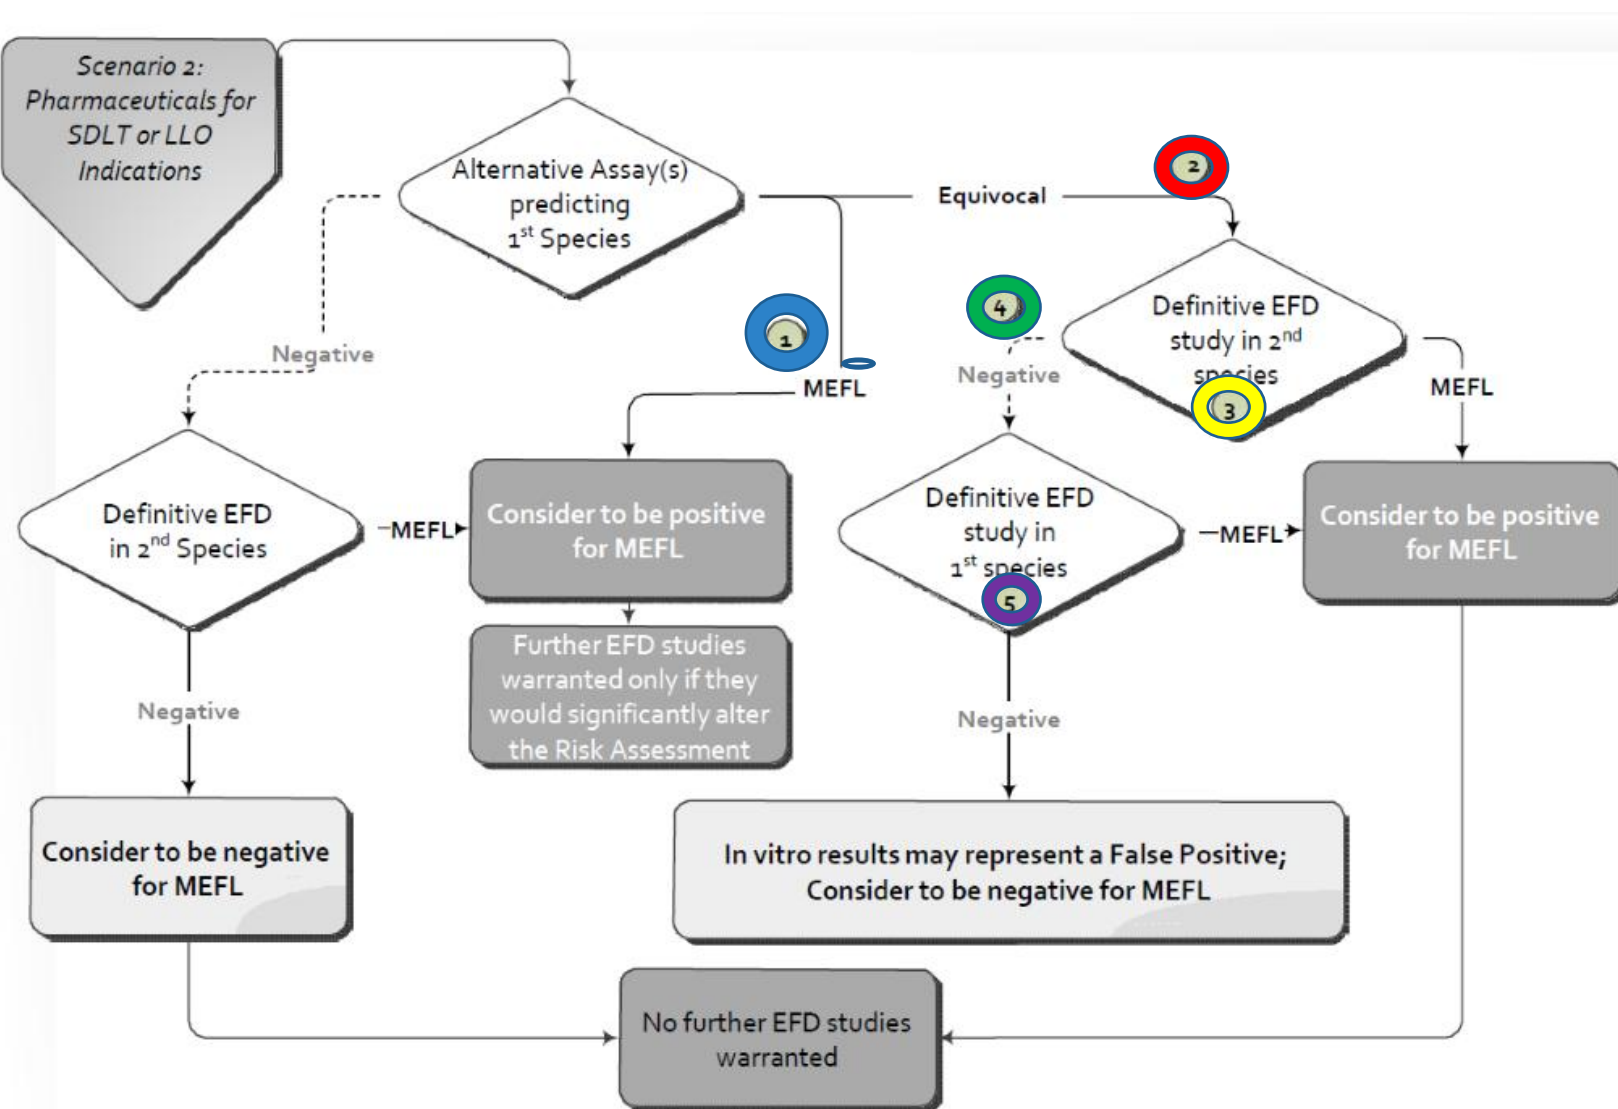 Scenario 2:
Pharmaceuticals for
SDLT or LLO
Indications
Alternative Assay(s)
predicting
1st Species
Equivocal
2
4
Definitive EFD
study in 2nd
species
3
1
Negative
MEFL
Negative
MEFL
Definitive EFD
in 2nd Species
MEFL
Consider to be positive
for MEFL
Definitive EFD
study in
1st species
5
MEFL
Consider to be positive
for MEFL
Further EFD studies
warranted only if they
would significantly alter
the Risk Assessment
Negative
Negative
Consider to be negative
for MEFL
In vitro results may represent a False Positive;
Consider to be negative for MEFL
No further EFD studies
warranted